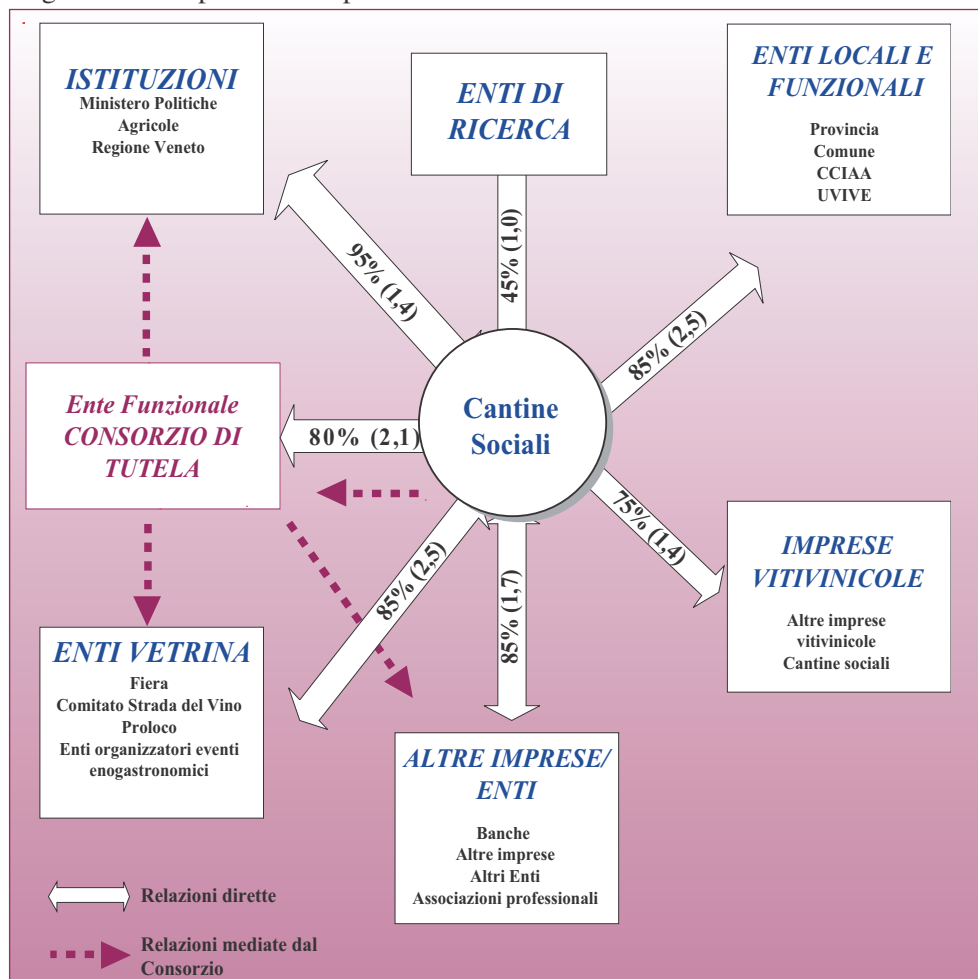 ISTITUZIONI
Ministero Politiche
Agricole
Regione Veneto
ENTI DI
RICERCA
ENTI LOCALI E
FUNZIONALI
Provincia
Comune
CCIAA
UVIVE
95% (1,4)
45% (1,0)
85% (2,5)
Ente Funzionale
CONSORZIO DI
TUTELA
80% (2,1)
Cantine
Sociali
85% (2,5)
85% (1,7)
75% (1,4)
IMPRESE
VITIVINICOLE
Altre imprese
vitivinicole
Cantine sociali
ENTI VETRINA
Fiera
Comitato Strada del Vino
Proloco
Enti organizzatori eventi
enogastronomici
ALTRE IMPRESE/
ENTI
Banche
Altre imprese
Altri Enti
Associazioni professionali
Relazioni dirette
Relazioni mediate dal
Consorzio